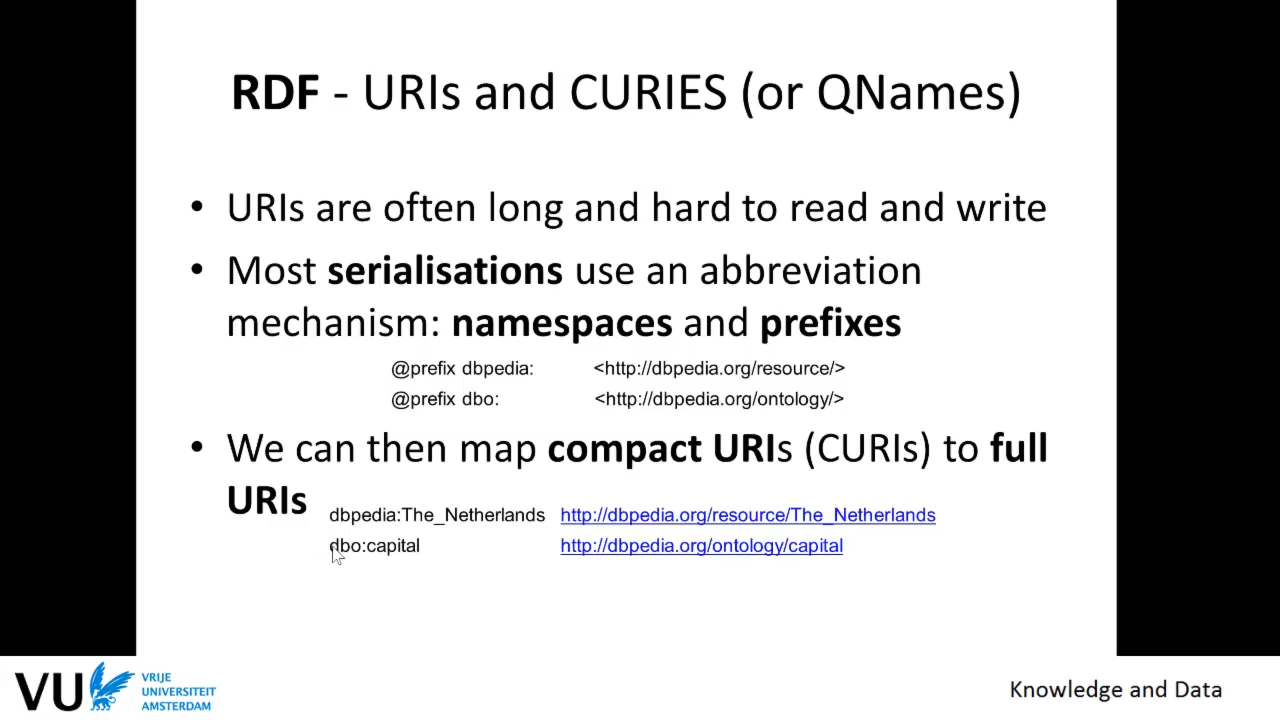 RDF - URIs and CURIES (or QNames)
• URIs are often long and hard to read and write
• Most serialisations use an abbreviation
mechanism: namespaces and prefixes
@prefix dbpedia: <http://dbpedia.org/resource/>
@prefix dbo: <http://dbpedia.org/ontology/>
• We can then map compact URIs (CURIs) to full
URIs
dbpedia:The_Netherlands http://dbpedia.org/resource/The_Netherlands
dbo:capital http://dbpedia.org/ontology/capital
VU VRIJE
UNIVERSITEIT
AMSTERDAM
Knowledge and Data